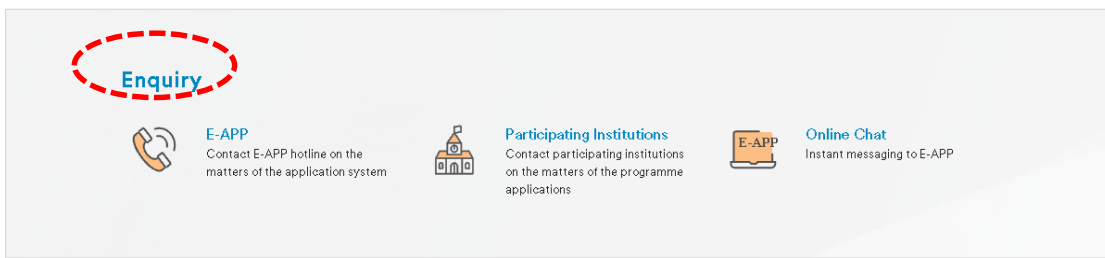 Enquiry
E-APP
Contact E-APP hotline on the
matters of the application system
Participating Institutions
Contact participating institutions
on the matters of the programme
applications
E-APP
Online Chat
Instant messaging to E-APP